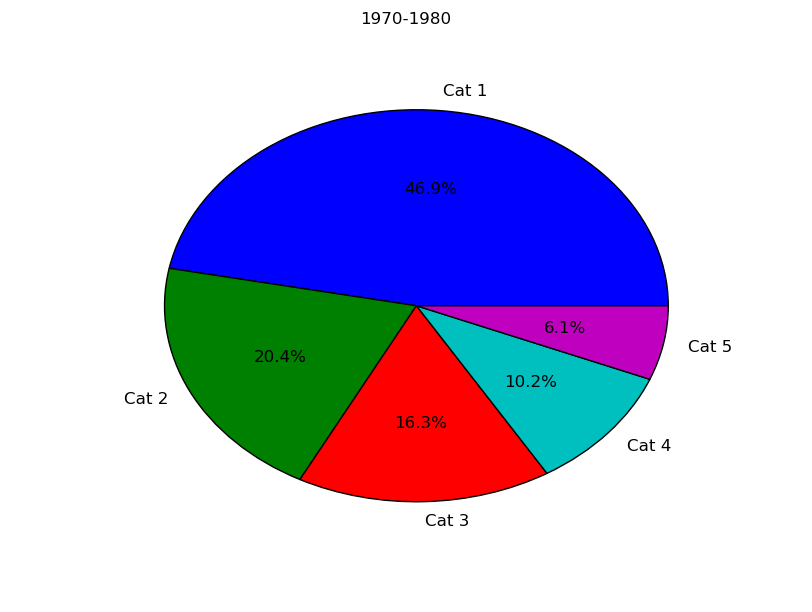 1970-1980
Cat 1
46.9%
6.1%
Cat 5
20.4%
10.2%
Cat 2
16.3%
Cat 4
Cat 3